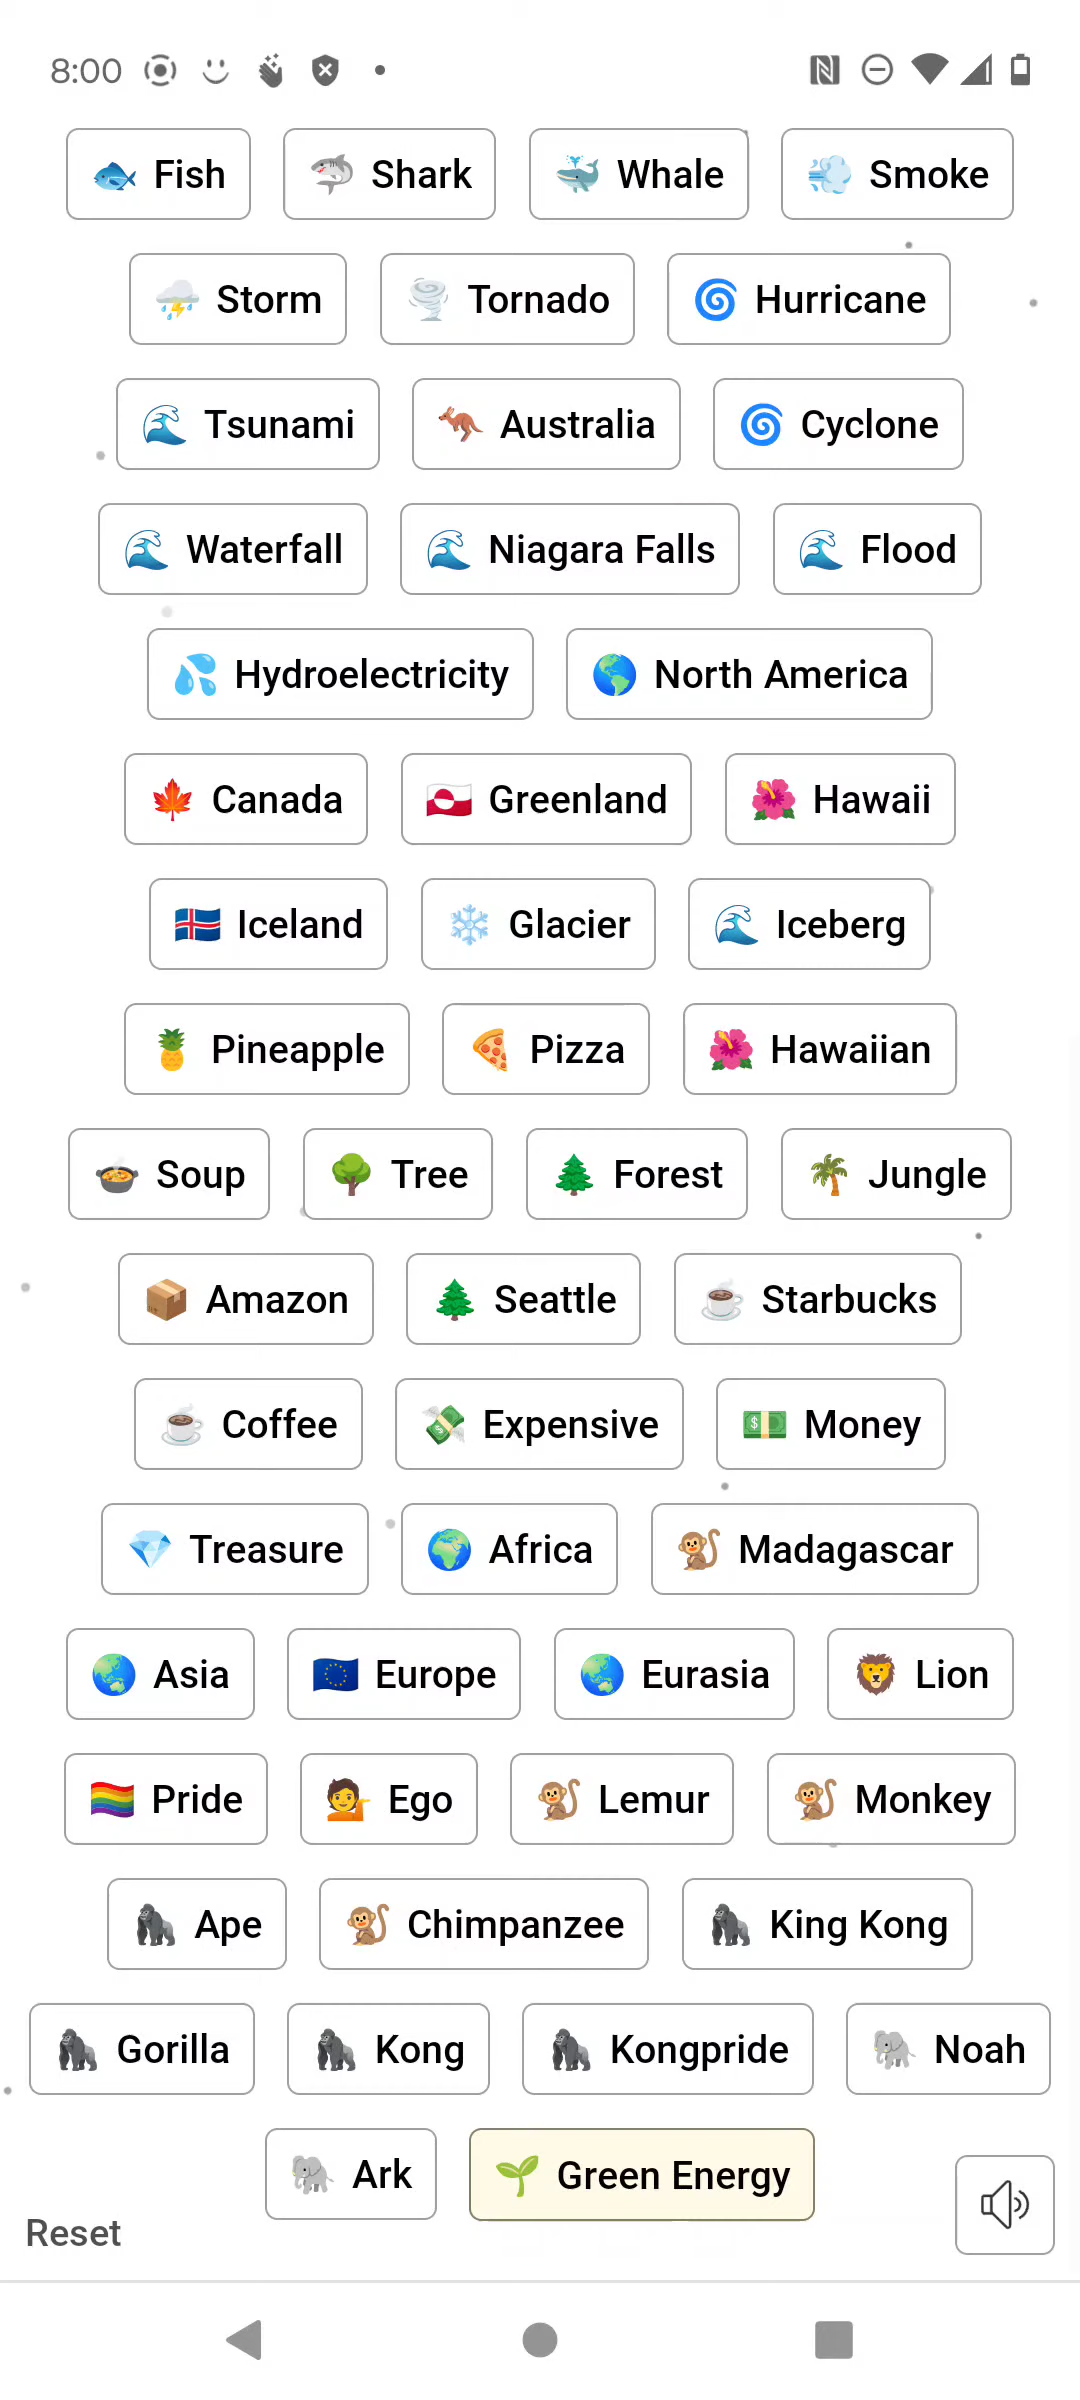 8:00
Fish Shark Whale Smoke
Storm Tornado Hurricane
Tsunami Australia Cyclone
Waterfall Niagara Falls Flood
Hydroelectricity North America
Canada Greenland Hawaii
Iceland Glacier Iceberg
Pineapple Pizza Hawaiian
Soup Tree Forest Jungle
Amazon Seattle Starbucks
Coffee Expensive Money
Treasure Africa Madagascar
Asia Europe Eurasia Lion
Pride Ego Lemur Monkey
Ape Chimpanzee King Kong
Gorilla Kong Kongpride Noah
Ark Green Energy
Reset